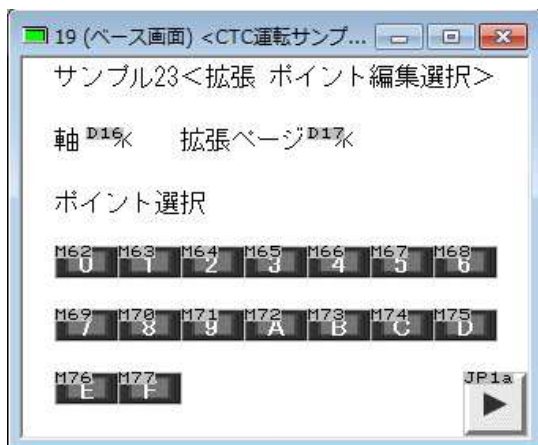 19 (ベース画面) <CTC運転サンプ...
サンプル23<拡張 ポイント編集選択>
軸 D16 拡張ページ D17
ポイント選択
M62 0 M63 1 M64 2 M65 3 M66 4 M67 5 M68 6
M69 7 M70 8 M71 9 M72 A M73 B M74 C M75 D
M76 E M77 F
JP1a